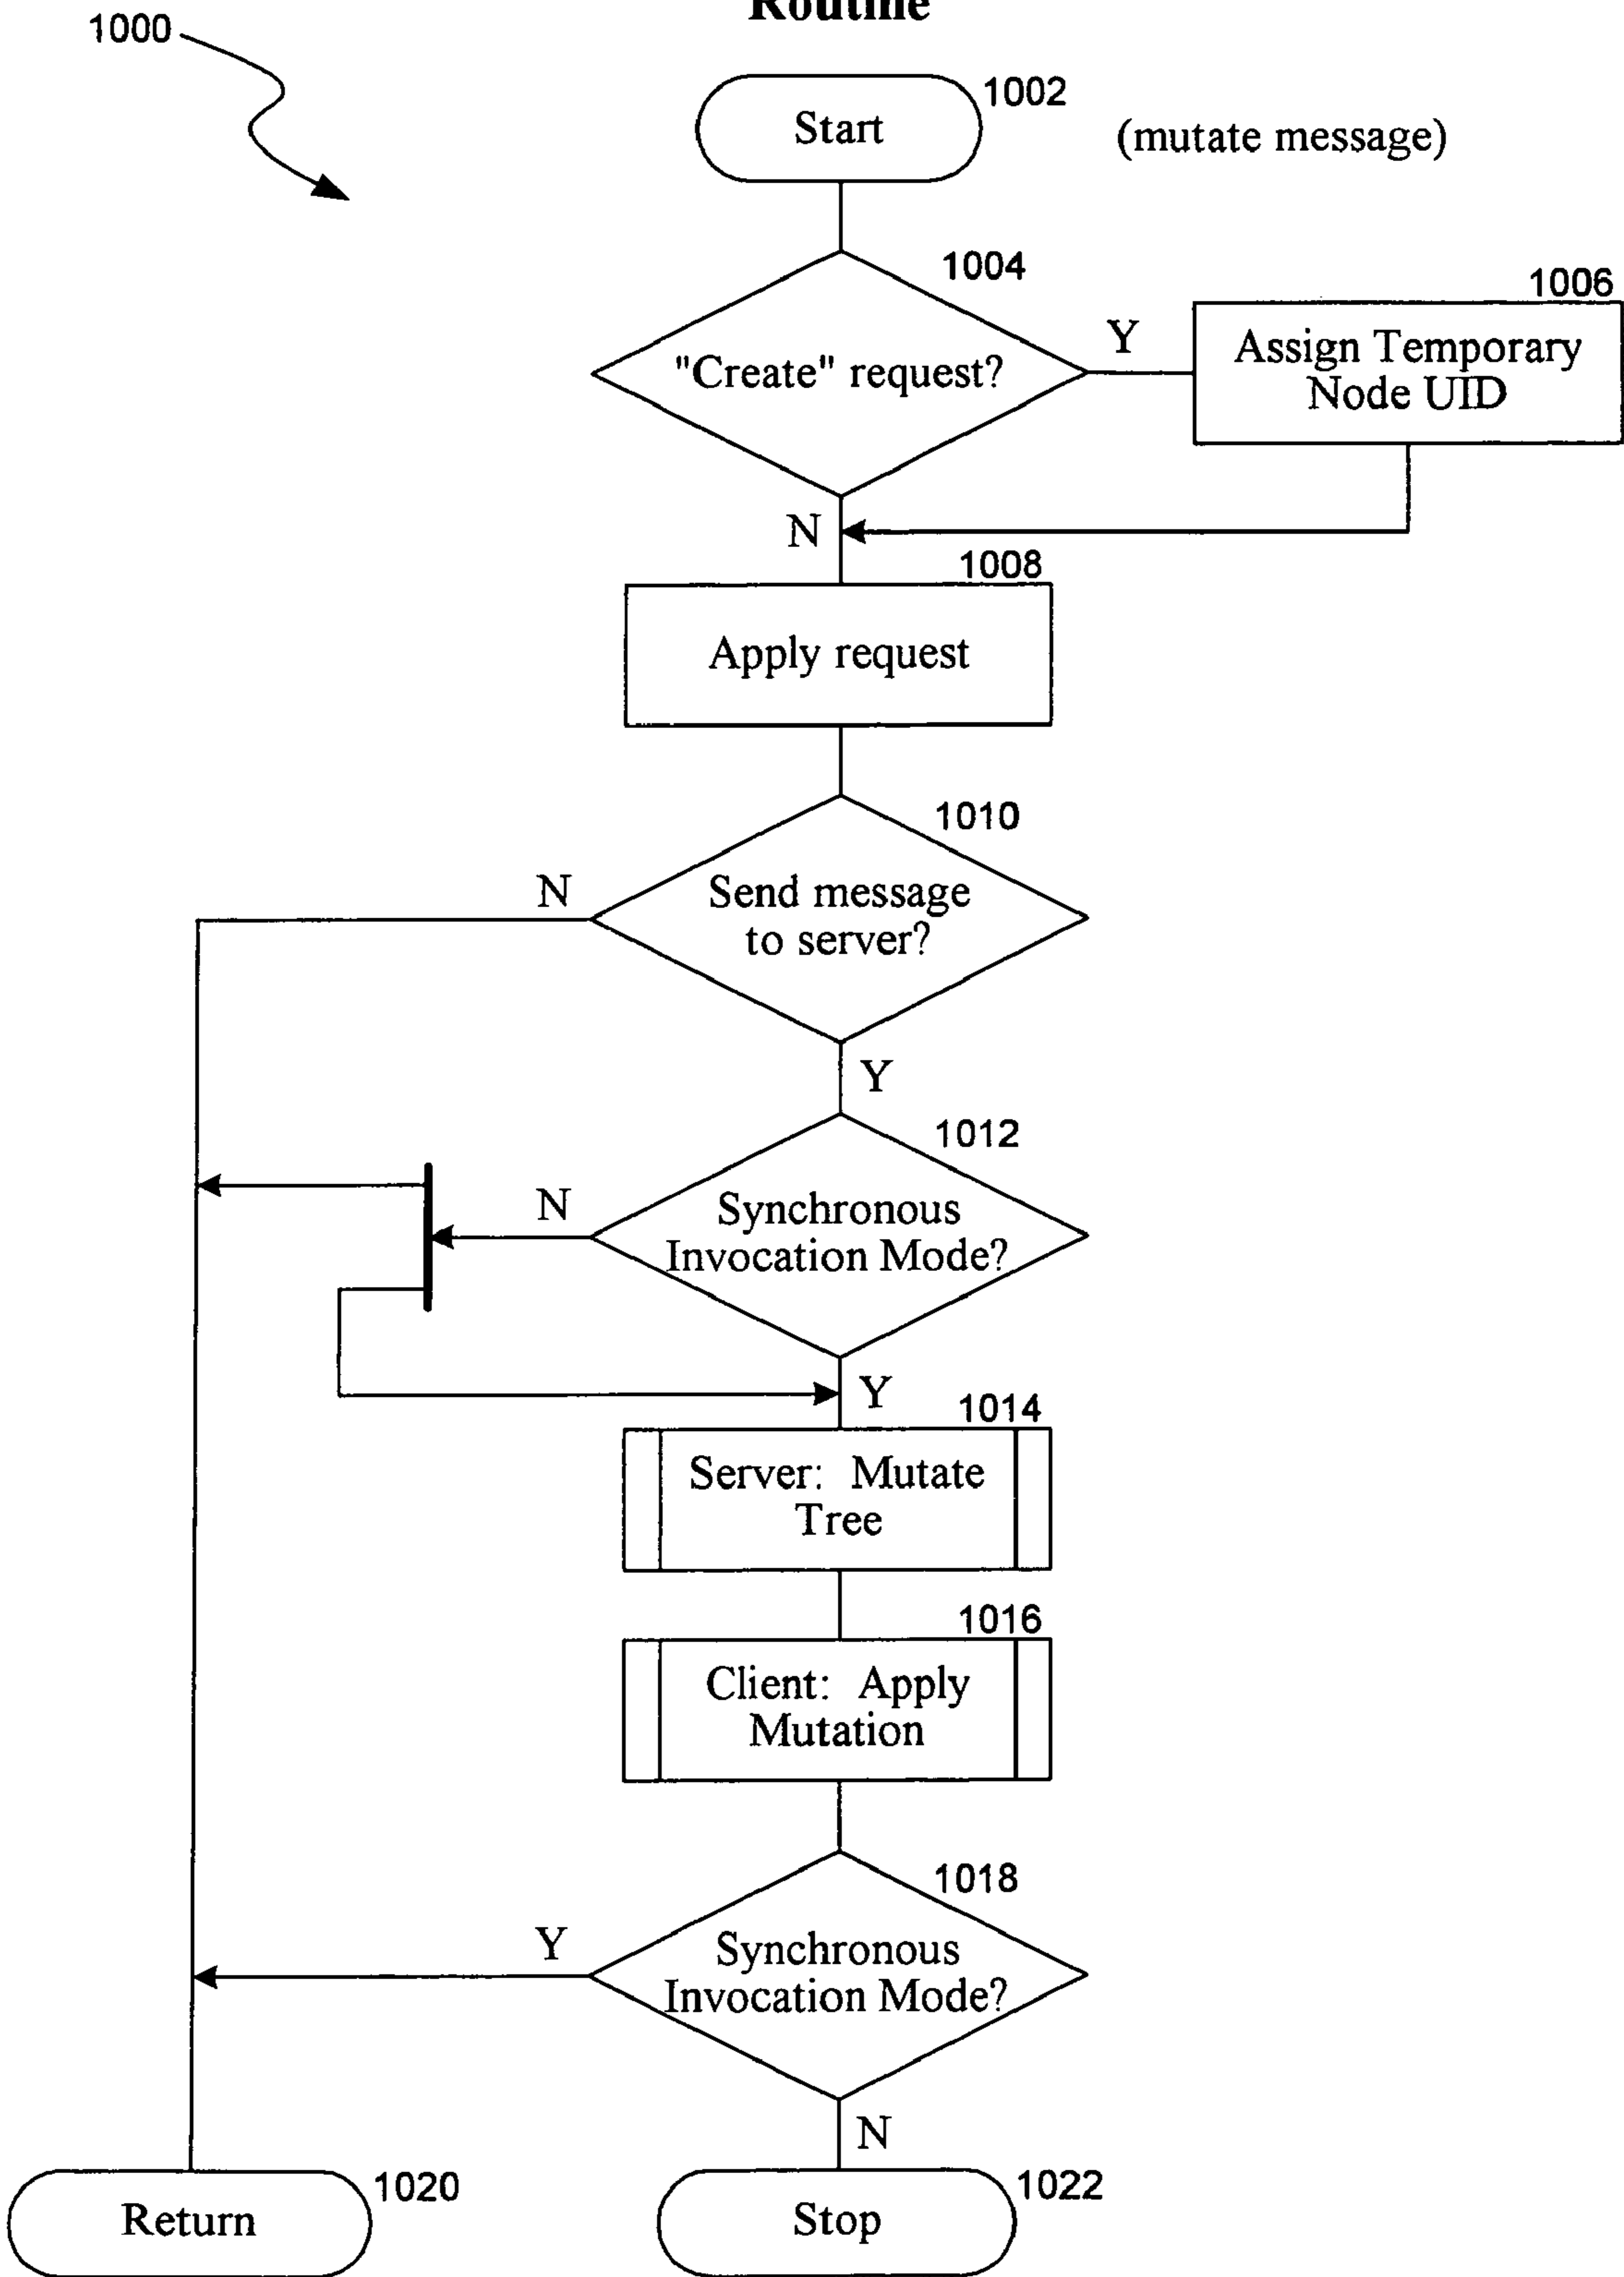 Routine
1000
1002
Start
(mutate message)
1004
1006
"Create" request?
Y
Assign Temporary
Node UID
N
1008
Apply request
1010
N
Send message
to server?
Y
1012
N
Synchronous
Invocation Mode?
Y
1014
Server: Mutate
Tree
1016
Client: Apply
Mutation
1018
Y
Synchronous
Invocation Mode?
N
1020
1022
Return
Stop